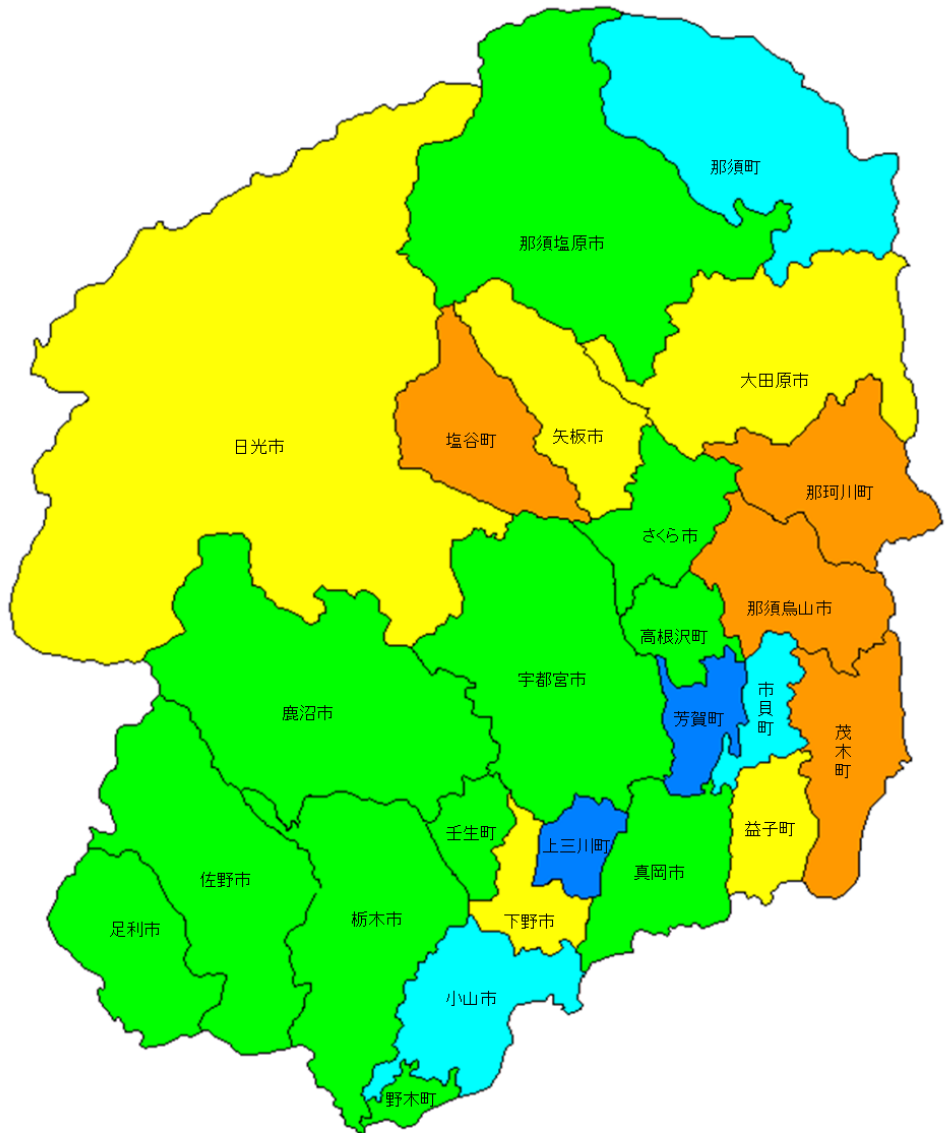 那須町
那須塩原市
大田原市
日光市
塩谷町
矢板市
那珂川町
さくら市
那須烏山市
高根沢町
宇都宮市
鹿沼市
芳賀町
市貝町
茂木町
壬生町
上三川町
益子町
真岡市
佐野市
足利市
栃木市
下野市
小山市
野木町